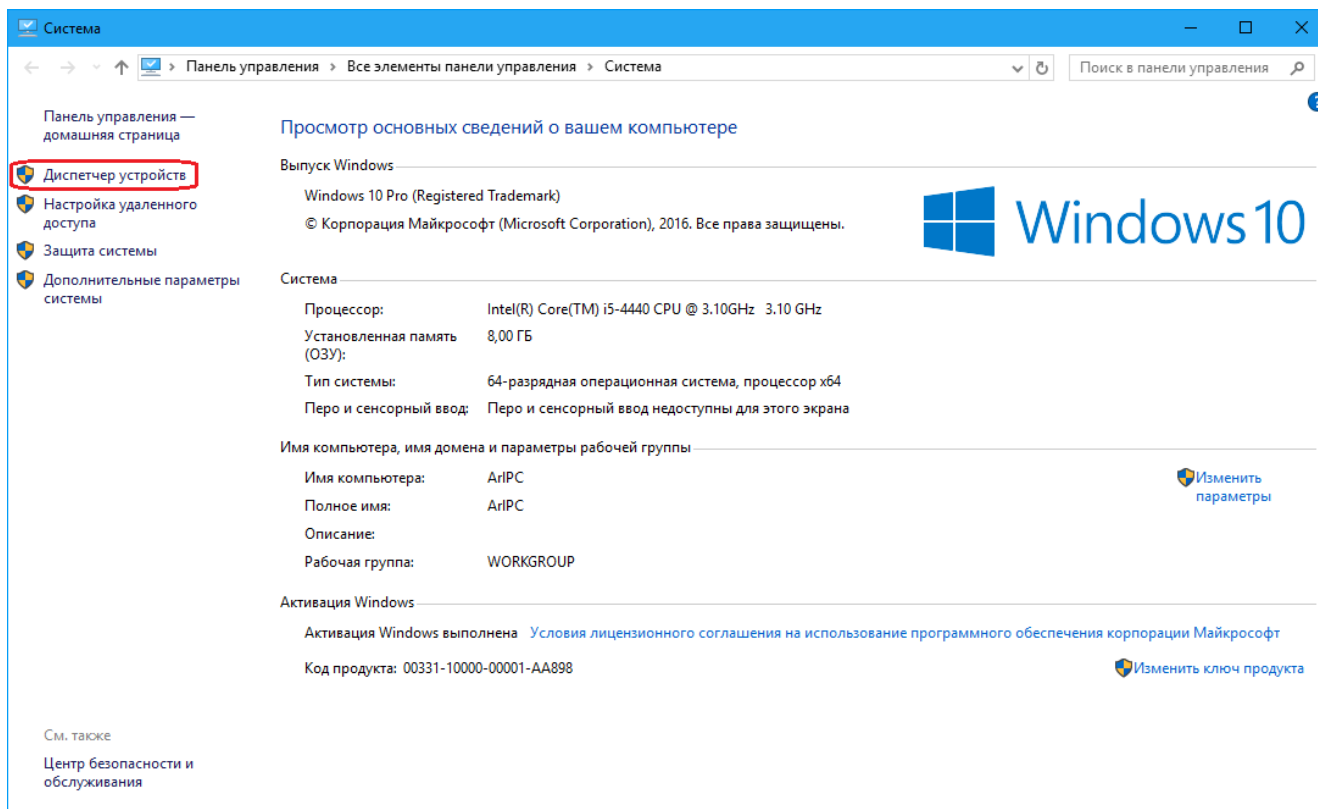 Система
Панель управления › Все элементы панели управления › Система
Поиск в панели управления
Панель управления —
домашняя страница
Диспетчер устройств
Настройка удаленного
доступа
Защита системы
Дополнительные параметры
системы
Просмотр основных сведений о вашем компьютере
Выпуск Windows
Windows 10 Pro (Registered Trademark)
© Корпорация Майкрософт (Microsoft Corporation), 2016. Все права защищены.
Windows 10
Система
Процессор: Intel(R) Core(TM) i5-4440 CPU @ 3.10GHz 3.10 GHz
Установленная память 8,00 ГБ
(ОЗУ):
Тип системы: 64-разрядная операционная система, процессор x64
Перо и сенсорный ввод: Перо и сенсорный ввод недоступны для этого экрана
Имя компьютера, имя домена и параметры рабочей группы
Имя компьютера: ArIPC
Изменить
параметры
Полное имя: ArIPC
Описание:
Рабочая группа: WORKGROUP
Активация Windows
Активация Windows выполнена Условия лицензионного соглашения на использование программного обеспечения корпорации Майкрософт
Код продукта: 00331-10000-00001-AA898 Изменить ключ продукта
См. также
Центр безопасности и
обслуживания